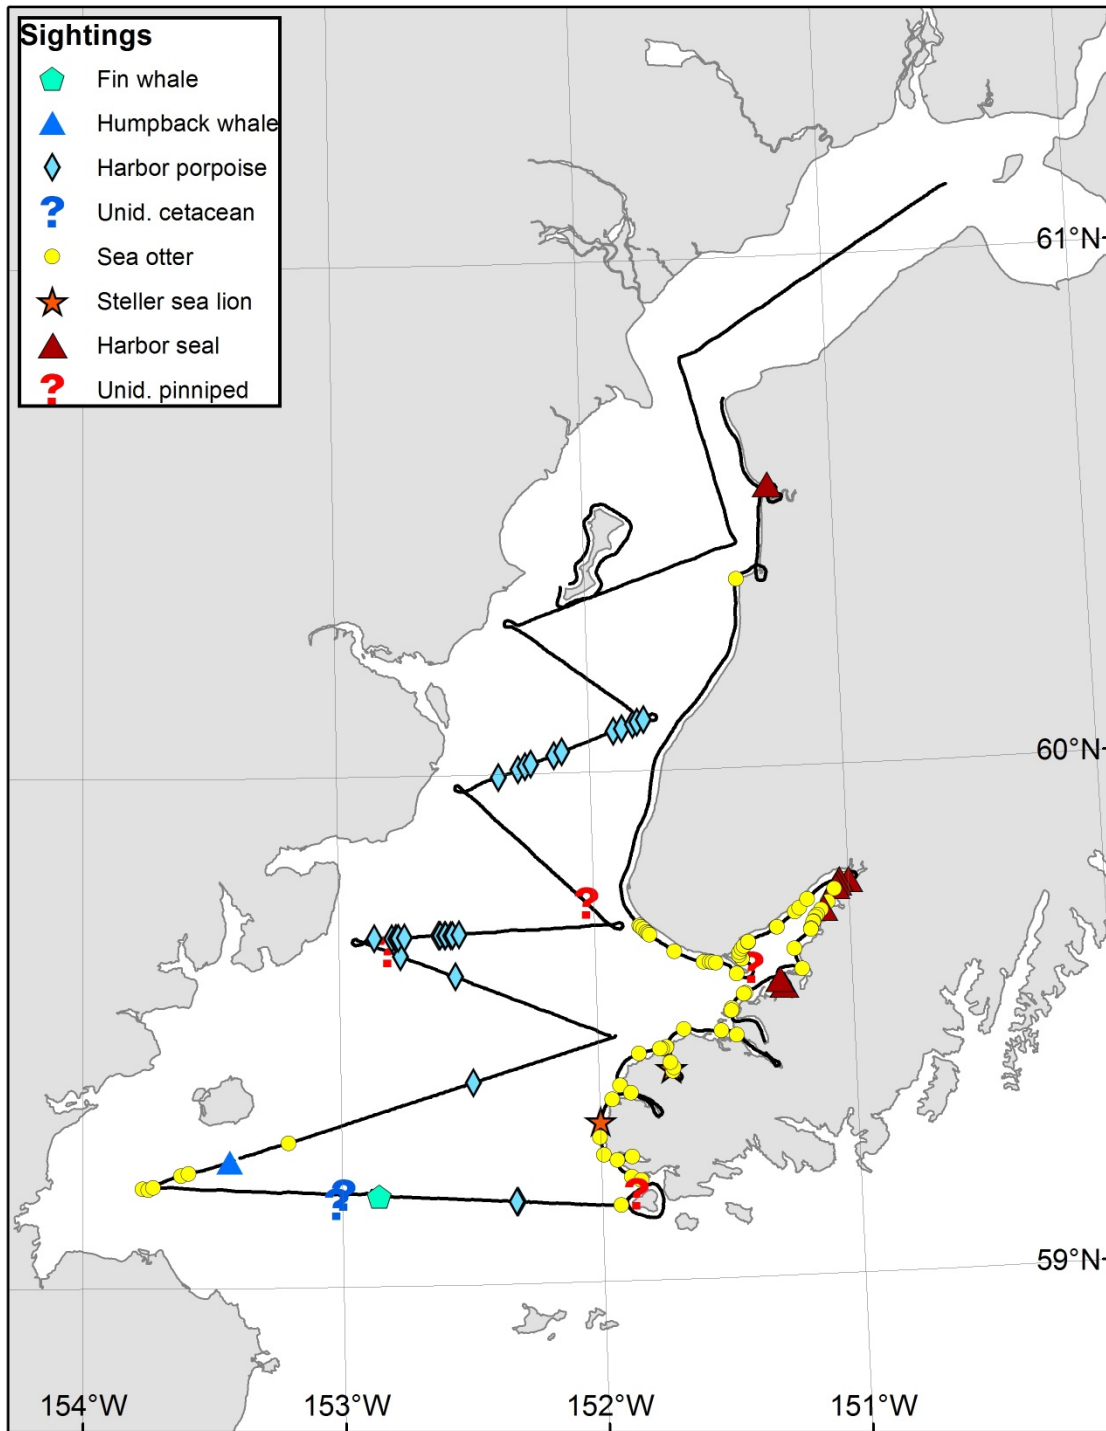 Sightings
Fin whale
Humpback whale
Harbor porpoise
? Unid. cetacean
Sea otter
Steller sea lion
Harbor seal
? Unid. pinniped
61°N
60°N
?
?
?
?
?
?
59°N
154°W 153°W 152°W 151°W